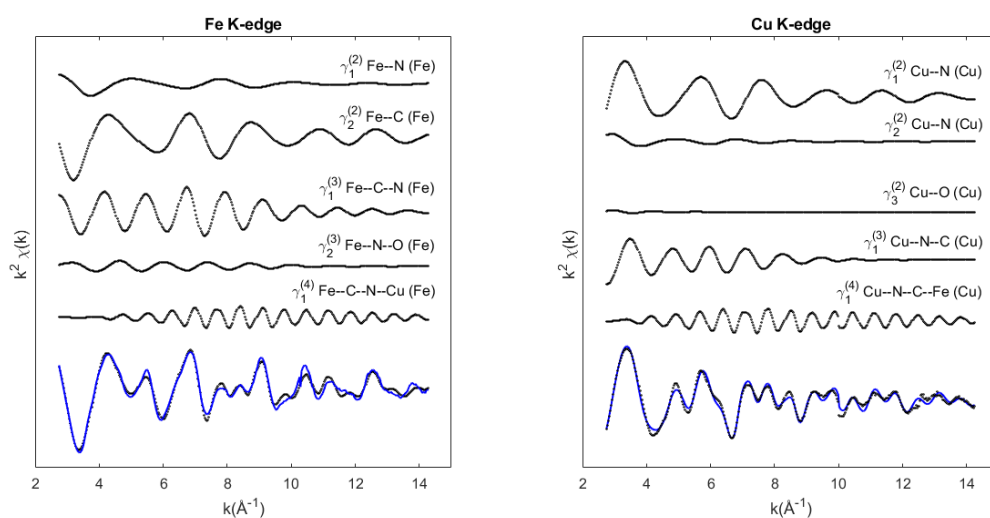 Fe K-edge
γ₁⁽²⁾ Fe--N (Fe)
γ₂⁽²⁾ Fe--C (Fe)
γ₁⁽³⁾ Fe--C--N (Fe)
γ₂⁽³⁾ Fe--N--O (Fe)
γ₁⁽⁴⁾ Fe--C--N--Cu (Fe)
k² χ(k)
2 4 6 8 10 12 14
k(Å⁻¹)
Cu K-edge
γ₁⁽²⁾ Cu--N (Cu)
γ₂⁽²⁾ Cu--N (Cu)
γ₃⁽²⁾ Cu--O (Cu)
γ₁⁽³⁾ Cu--N--C (Cu)
γ₁⁽⁴⁾ Cu--N--C--Fe (Cu)
k² χ(k)
2 4 6 8 10 12 14
k(Å⁻¹)